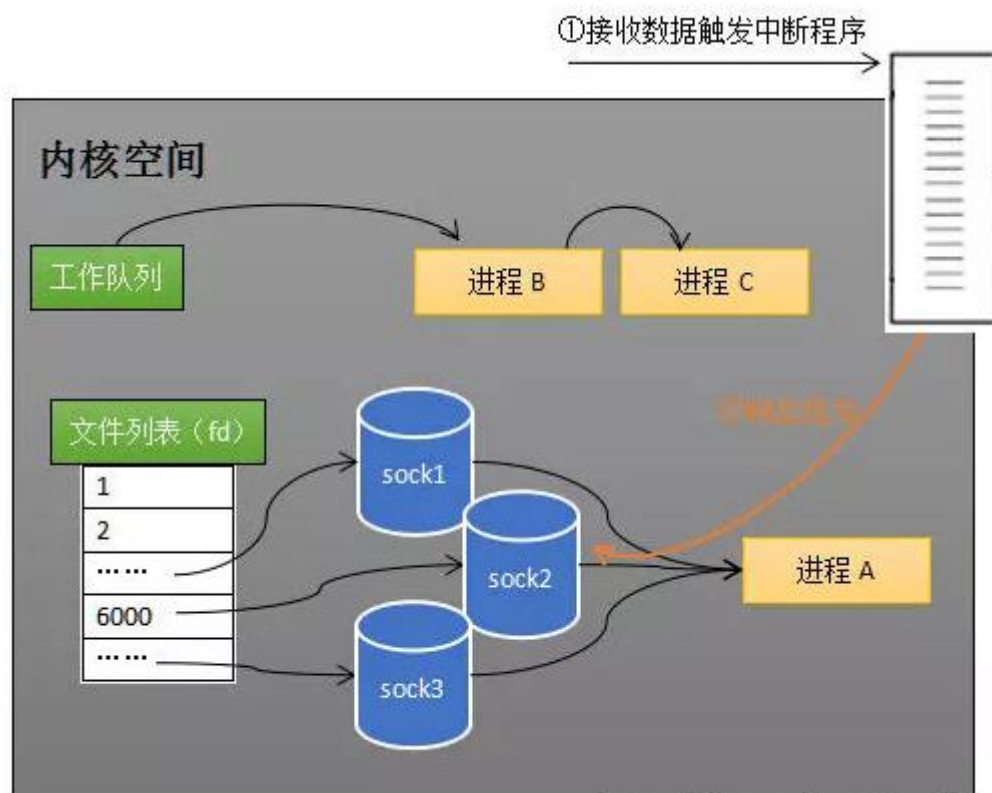 ①接收数据触发中断程序
内核空间
工作队列
进程 B
进程 C
文件列表（fd）
1
2
……
6000
……
sock1
sock2
sock3
进程 A